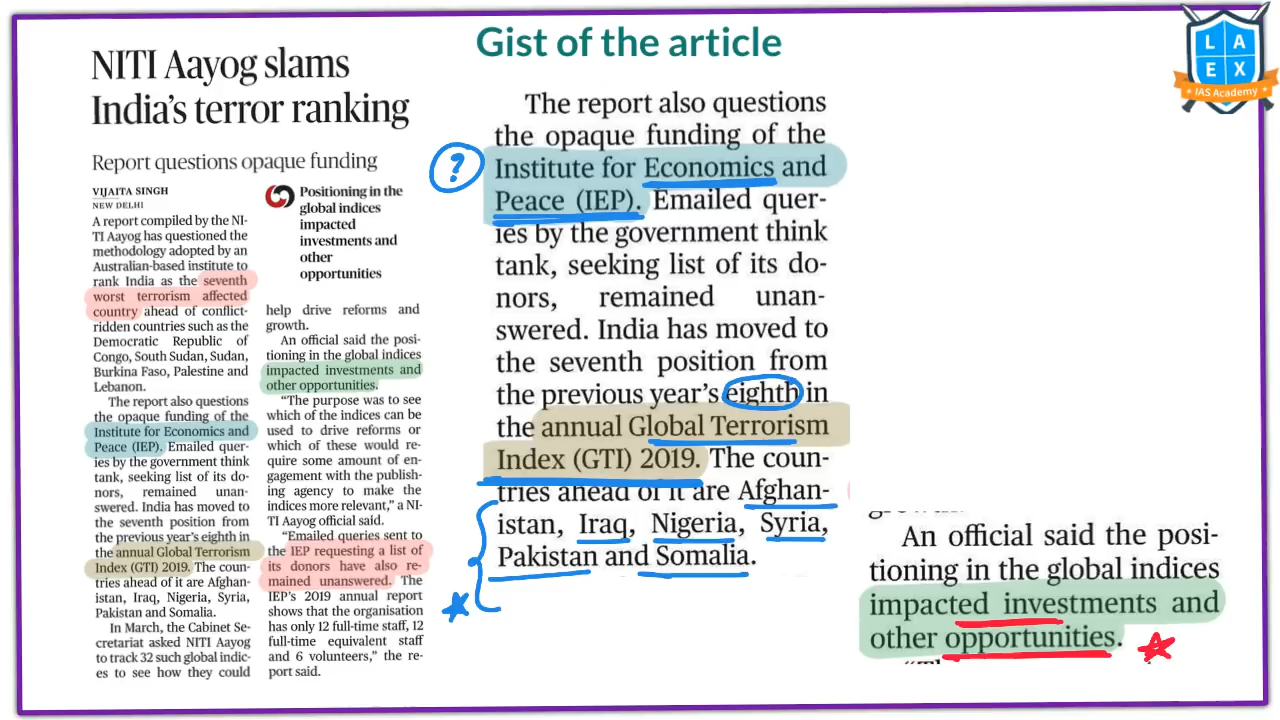 Gist of the article
L A
E X
IAS Academy
NITI Aayog slams
India's terror ranking
Report questions opaque funding
VIJAITA SINGH
NEW DELHI
A report compiled by the NI-
TI Aayog has questioned the
methodology adopted by an
Australian-based institute to
rank India as the seventh
worst terrorism affected
country ahead of conflict-
ridden countries such as the
Democratic Republic of
Congo, South Sudan, Sudan,
Burkina Faso, Palestine and
Lebanon.
The report also questions
the opaque funding of the
Institute for Economics and
Peace (IEP). Emailed quer-
ies by the government think
tank, seeking list of its do-
nors, remained unan-
swered. India has moved to
the seventh position from
the previous year's eighth in
the annual Global Terrorism
Index (GTI) 2019. The coun-
tries ahead of it are Afghan-
istan, Iraq, Nigeria, Syria,
Pakistan and Somalia.
In March, the Cabinet Se-
cretariat asked NITI Aayog
to track 32 such global indic-
es to see how they could
Positioning in the
global indices
impacted
investments and
other
opportunities
help drive reforms and
growth.
An official said the posi-
tioning in the global indices
impacted investments and
other opportunities.
"The purpose was to see
which of the indices can be
used to drive reforms or
which of these would re-
quire some amount of en-
gagement with the publish-
ing agency to make the
indices more relevant," a NI-
TI Aayog official said.
"Emailed queries sent to
the IEP requesting a list of
its donors have also re-
mained unanswered. The
IEP's 2019 annual report
shows that the organisation
has only 12 full-time staff, 12
full-time equivalent staff
and 6 volunteers," the re-
port said.
?
The report also questions
the opaque funding of the
Institute for Economics and
Peace (IEP). Emailed quer-
ies by the government think
tank, seeking list of its do-
nors, remained unan-
swered. India has moved to
the seventh position from
the previous year's eighth in
the annual Global Terrorism
Index (GTI) 2019. The coun-
tries ahead of it are Afghan-
istan, Iraq, Nigeria, Syria,
Pakistan and Somalia.
An official said the posi-
tioning in the global indices
impacted investments and
other opportunities.